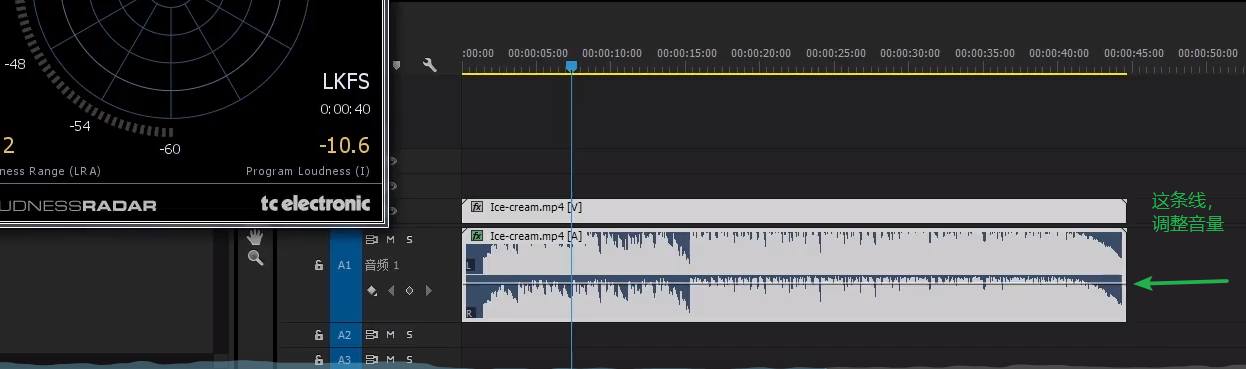 -48
-54
-60
LKFS
0:00:40
2
-10.6
ness Range (LRA)
Program Loudness (I)
UDNESSRADAR
tc electronic
:00:00
00:00:05:00
00:00:10:00
00:00:15:00
00:00:20:00
00:00:25:00
00:00:30:00
00:00:35:00
00:00:40:00
00:00:45:00
00:00:50:00
fx Ice-cream.mp4 [V]
fx Ice-cream.mp4 [A]
L
R
M S
A1
音频 1
A2 M S
A3 M S
这条线,
调整音量